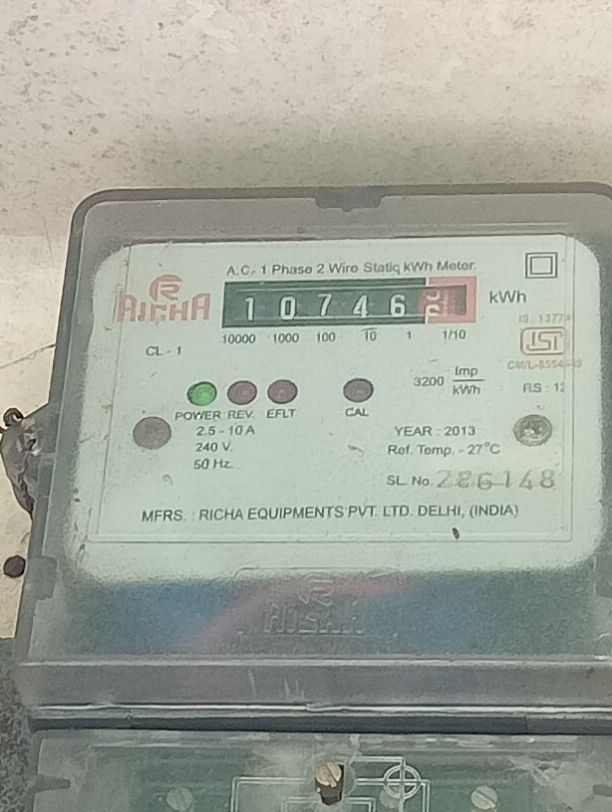 A.C. 1 Phase 2 Wire Static kWh Meter.
RICHA
1 0 7 4 6 kWh
10000 1000 100 10 1 1/10
CL - 1
3200 Imp
kWh
RS : 12
POWER REV. EFLT CAL
2.5 - 10 A
240 V.
50 Hz.
YEAR : 2013
Ref. Temp. - 27°C
SL. No. 286148
MFRS. : RICHA EQUIPMENTS PVT. LTD. DELHI, (INDIA)
RICHA